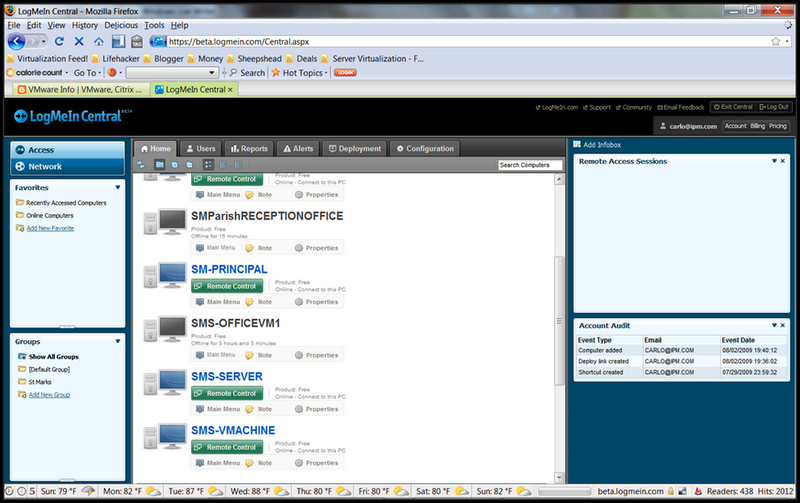 LogMeIn Central - Mozilla Firefox
File Edit View History Delicious Tools Help
https://beta.logmein.com/Central.aspx
Virtualization Feed! Lifehacker Blogger Money Sheepshead Deals Server Virtualization - F...
calorie count Go To Search Hot Topics LOGIN
VMware Info | VMware, Citrix ... LogMeIn Central
LogMeIn Central BETA
LogMeIn.com Support Community Email Feedback Exit Central Log Out
carlo@ipm.com Account Billing Pricing
Access
Network
Favorites
Recently Accessed Computers
Online Computers
Add New Favorite
Groups
Show All Groups
[Default Group]
St Marks
Add New Group
Home Users Reports Alerts Deployment Configuration
Search Computers
Remote Control
Product: Free
Online - Connect to this PC
Main Menu Note Properties
SMParishRECEPTIONOFFICE
Product: Free
Offline for 15 minutes
Main Menu Note Properties
SM-PRINCIPAL
Remote Control
Product: Free
Online - Connect to this PC
Main Menu Note Properties
SMS-OFFICEVM1
Product: Free
Offline for 3 hours and 3 minutes
Main Menu Note Properties
SMS-SERVER
Remote Control
Product: Free
Online - Connect to this PC
Main Menu Note Properties
SMS-VMACHINE
Remote Control
Product: Free
Online - Connect to this PC
Main Menu Note Properties
Add Infobox
Remote Access Sessions
Account Audit
Event Type Email Event Date
Computer added CARLO@IPM.COM 08/02/2009 19:40:12
Deploy link created CARLO@IPM.COM 08/02/2009 19:36:02
Shortcut created CARLO@IPM.COM 07/29/2009 23:59:32
Sun: 79 °F Mon: 82 °F Tue: 87 °F Wed: 88 °F Thu: 80 °F Fri: 80 °F Sat: 80 °F Sun: 82 °F beta.logmein.com Readers: 438 Hits: 2012